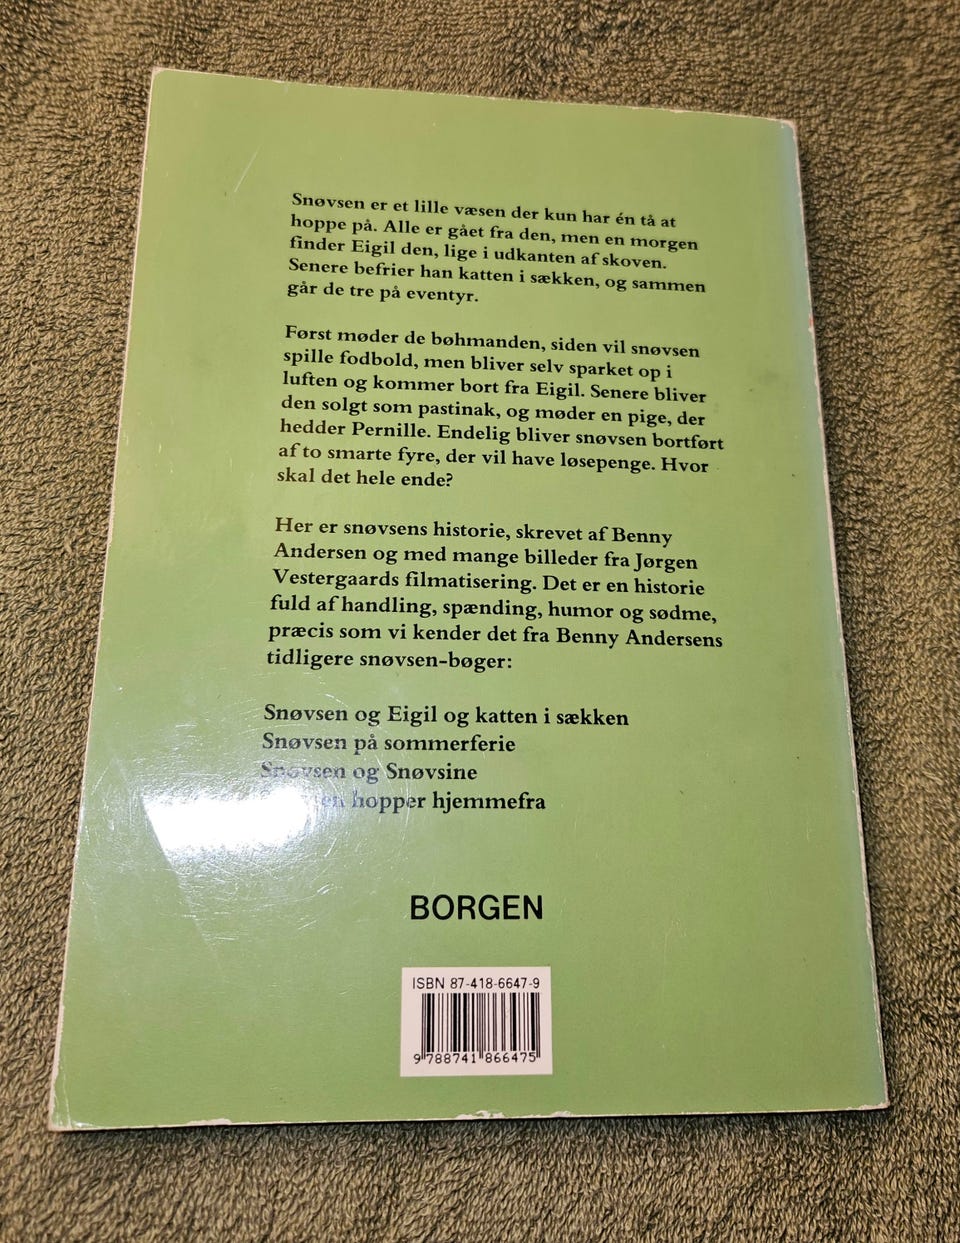 Snøvsen er et lille væsen der kun har én tå at
hoppe på. Alle er gået fra den, men en morgen
finder Eigil den, lige i udkanten af skoven.
Senere befrier han katten i sækken, og sammen
går de tre på eventyr.
Først møder de bøhmanden, siden vil snøvsen
spille fodbold, men bliver selv sparket op i
luften og kommer bort fra Eigil. Senere bliver
den solgt som pastinak, og møder en pige, der
hedder Pernille. Endelig bliver snøvsen bortført
af to smarte fyre, der vil have løsepenge. Hvor
skal det hele ende?
Her er snøvsens historie, skrevet af Benny
Andersen og med mange billeder fra Jørgen
Vestergaards filmatisering. Det er en historie
fuld af handling, spænding, humor og sødme,
præcis som vi kender det fra Benny Andersens
tidligere snøvsen-bøger:
Snøvsen og Eigil og katten i sækken
Snøvsen på sommerferie
Snøvsen og Snøvsine
hopper hjemmefra
BORGEN
ISBN 87-418-6647-9
9 788741 866475